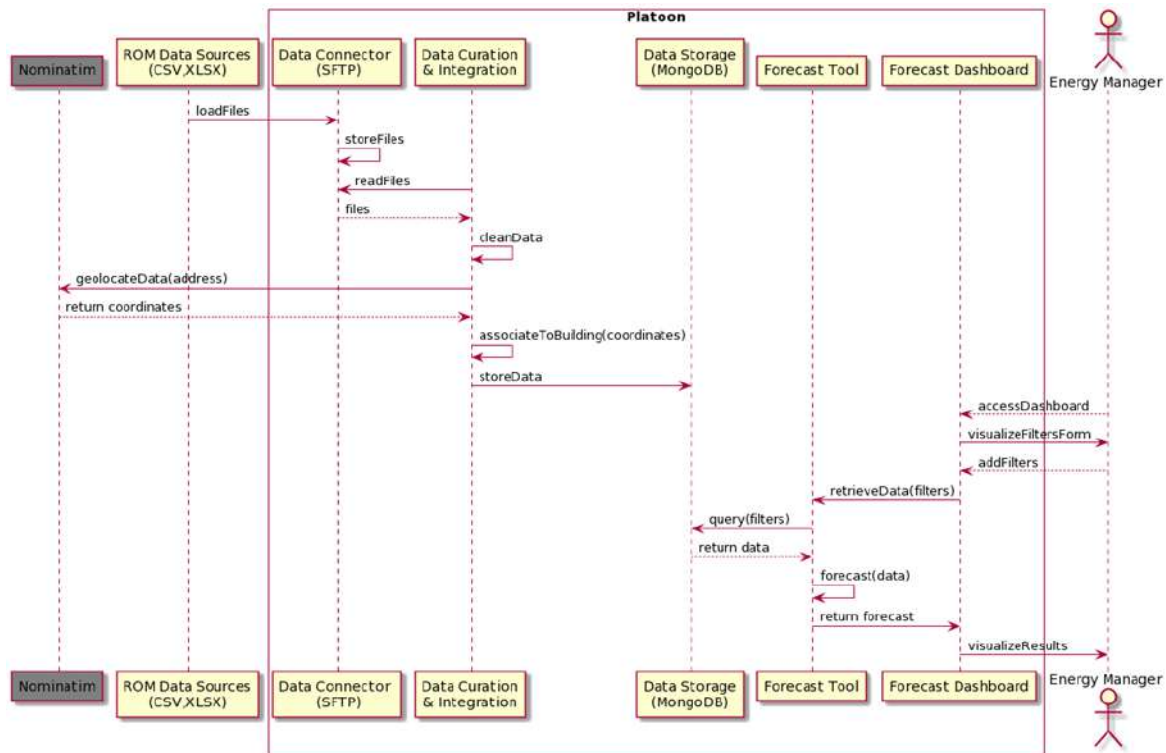 Platoon
Nominatim
ROM Data Sources
(CSV,XLSX)
Data Connector
(SFTP)
Data Curation
& Integration
Data Storage
(MongoDB)
Forecast Tool
Forecast Dashboard
Energy Manager
loadFiles
storeFiles
readFiles
files
cleanData
geolocateData(address)
return coordinates
associateToBuilding(coordinates)
storeData
accessDashboard
visualizeFiltersForm
addFilters
retrieveData(filters)
query(filters)
return data
forecast(data)
return forecast
visualizeResults
Nominatim
ROM Data Sources
(CSV,XLSX)
Data Connector
(SFTP)
Data Curation
& Integration
Data Storage
(MongoDB)
Forecast Tool
Forecast Dashboard
Energy Manager